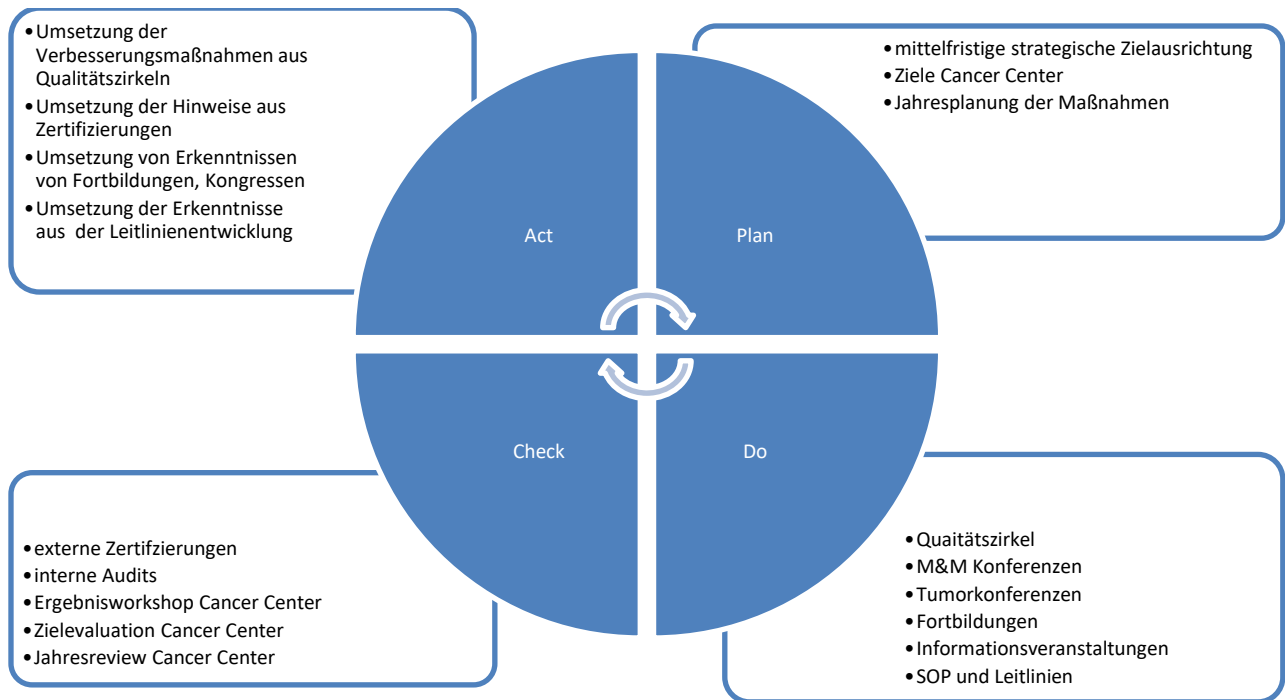 •Umsetzung der
Verbesserungsmaßnahmen aus
Qualitätszirkeln
•Umsetzung der Hinweise aus
Zertifizierungen
•Umsetzung von Erkenntnissen
von Fortbildungen, Kongressen
•Umsetzung der Erkenntnisse
aus der Leitlinienentwicklung
•mittelfristige strategische Zielausrichtung
•Ziele Cancer Center
•Jahresplanung der Maßnahmen
Act
Plan
Check
Do
•externe Zertifzierungen
•interne Audits
•Ergebnisworkshop Cancer Center
•Zielevaluation Cancer Center
•Jahresreview Cancer Center
•Quaitätszirkel
•M&M Konferenzen
•Tumorkonferenzen
•Fortbildungen
•Informationsveranstaltungen
•SOP und Leitlinien